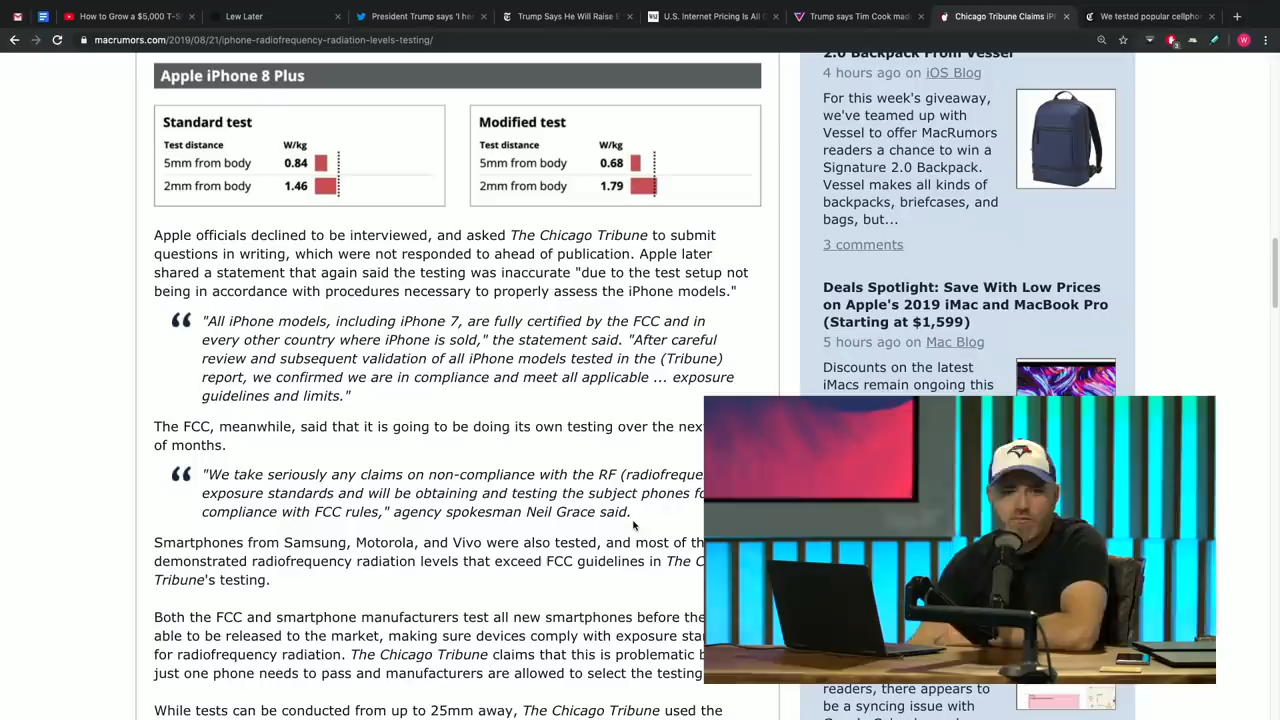 How to Grow a $5,000 T-S
Lew Later
President Trump says 'I her
Trump Says He Will Raise E
U.S. Internet Pricing Is All O
Trump says Tim Cook mad
Chicago Tribune Claims iP
We tested popular cellpho
macrumors.com/2019/08/21/iphone-radiofrequency-radiation-levels-testing/
Apple iPhone 8 Plus
Standard test
Test distance W/kg
5mm from body 0.84
2mm from body 1.46
Modified test
Test distance W/kg
5mm from body 0.68
2mm from body 1.79
Apple officials declined to be interviewed, and asked The Chicago Tribune to submit
questions in writing, which were not responded to ahead of publication. Apple later
shared a statement that again said the testing was inaccurate "due to the test setup not
being in accordance with procedures necessary to properly assess the iPhone models."
"All iPhone models, including iPhone 7, are fully certified by the FCC and in
every other country where iPhone is sold," the statement said. "After careful
review and subsequent validation of all iPhone models tested in the (Tribune)
report, we confirmed we are in compliance and meet all applicable ... exposure
guidelines and limits."
The FCC, meanwhile, said that it is going to be doing its own testing over the nex
of months.
"We take seriously any claims on non-compliance with the RF (radiofreque
exposure standards and will be obtaining and testing the subject phones fo
compliance with FCC rules," agency spokesman Neil Grace said.
Smartphones from Samsung, Motorola, and Vivo were also tested, and most of th
demonstrated radiofrequency radiation levels that exceed FCC guidelines in The C
Tribune's testing.
Both the FCC and smartphone manufacturers test all new smartphones before the
able to be released to the market, making sure devices comply with exposure sta
for radiofrequency radiation. The Chicago Tribune claims that this is problematic b
just one phone needs to pass and manufacturers are allowed to select the testing
While tests can be conducted from up to 25mm away, The Chicago Tribune used the
2.0 Backpack From Vessel
4 hours ago on iOS Blog
For this week's giveaway,
we've teamed up with
Vessel to offer MacRumors
readers a chance to win a
Signature 2.0 Backpack.
Vessel makes all kinds of
backpacks, briefcases, and
bags, but...
3 comments
Deals Spotlight: Save With Low Prices
on Apple's 2019 iMac and MacBook Pro
(Starting at $1,599)
5 hours ago on Mac Blog
Discounts on the latest
iMacs remain ongoing this
readers, there appears to
be a syncing issue with